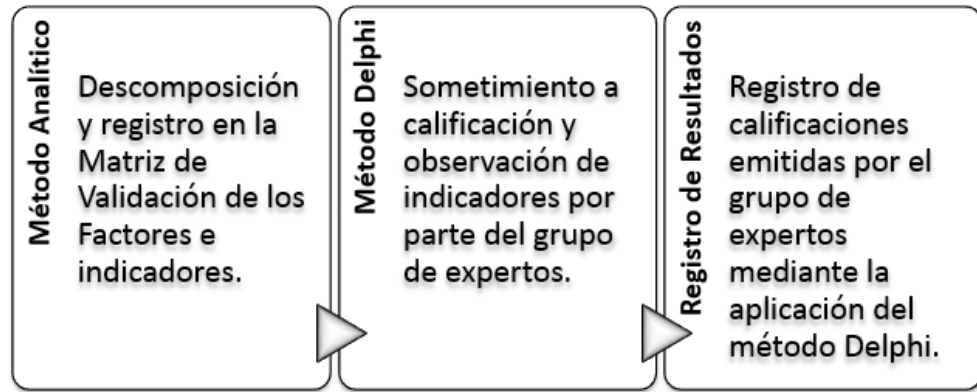 Método Analítico
Descomposición
y registro en la
Matriz de
Validación de los
Factores e
indicadores.
Método Delphi
Sometimiento a
calificación y
observación de
indicadores por
parte del grupo
de expertos.
Registro de Resultados
Registro de
calificaciones
emitidas por el
grupo de
expertos
mediante la
aplicación del
método Delphi.